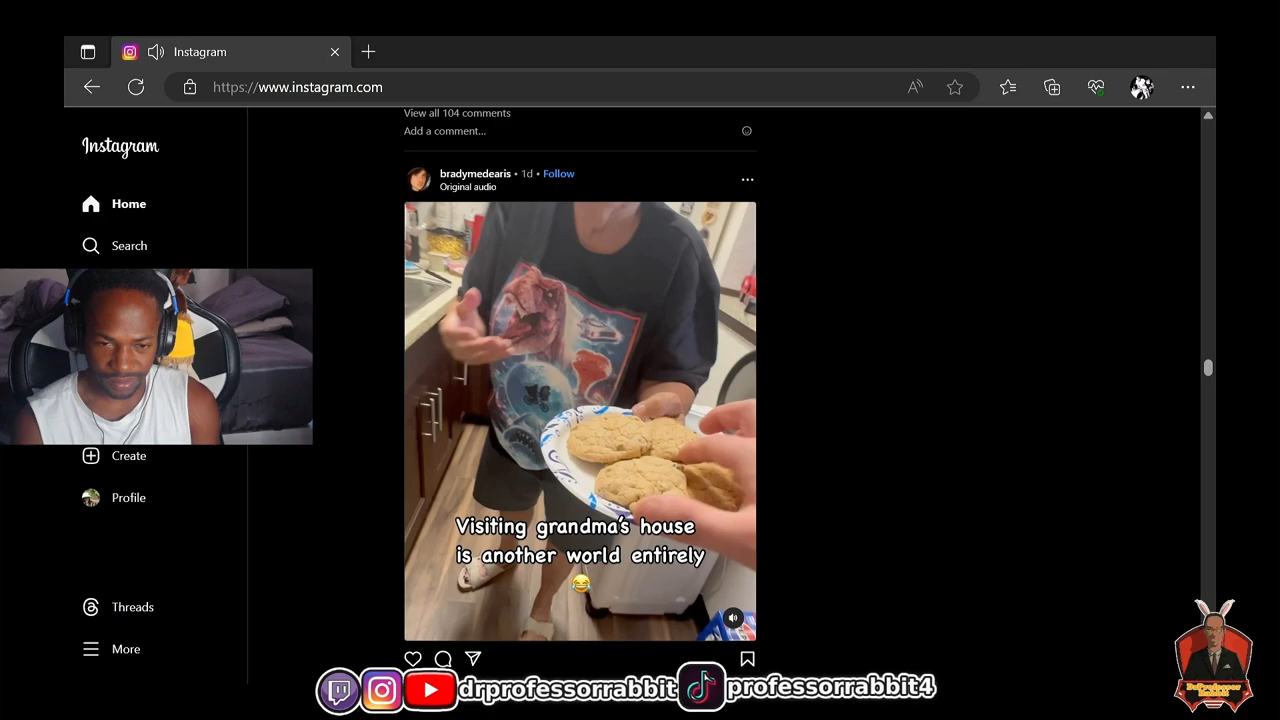 Instagram
https://www.instagram.com
View all 104 comments
Add a comment...
Instagram
bradymedearis • 1d • Follow
Original audio
Home
Search
Visiting grandma's house
is another world entirely
😂
Create
Profile
Threads
More
drprofessorrabbit
professorrabbit4